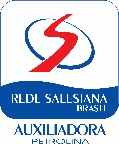 REDE SALESIANA
BRASIL
AUXILIADORA
PETROLINA